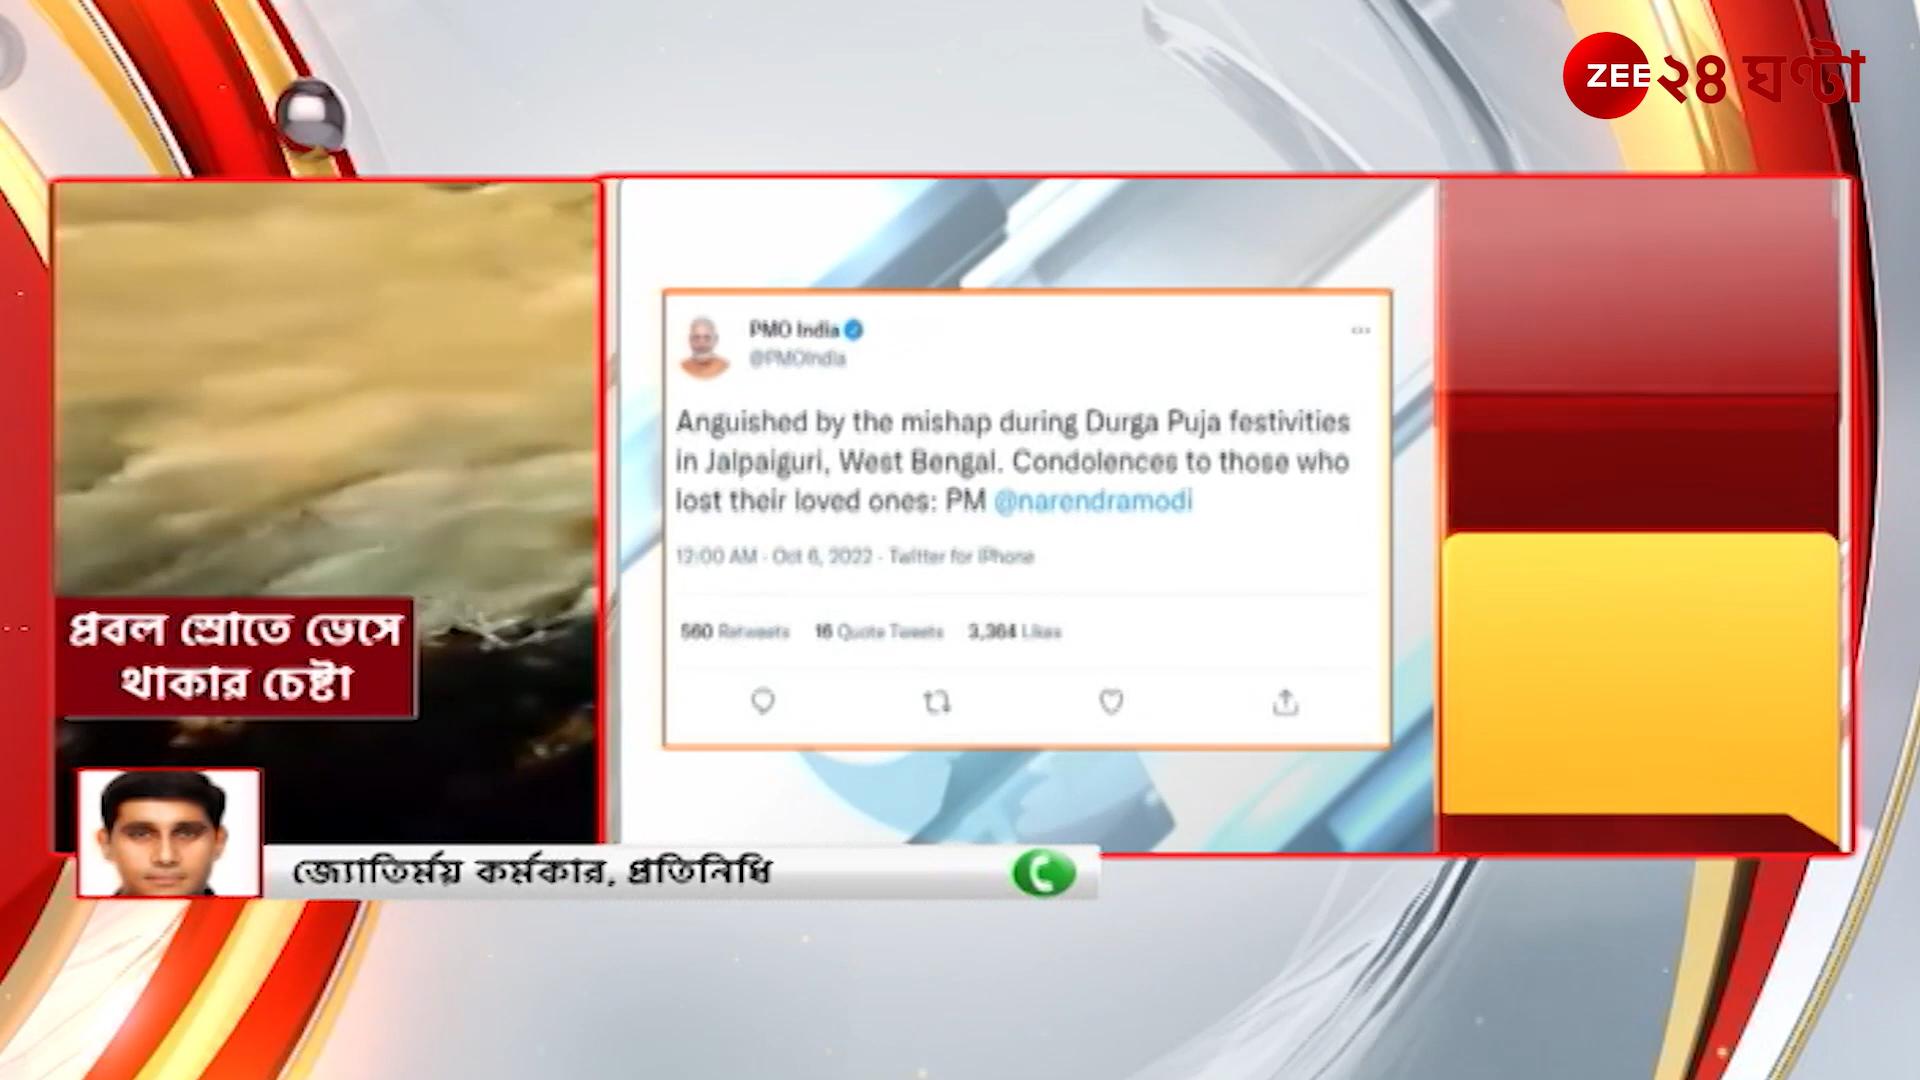 ZEE ২৪ ঘণ্টা
PMO India
@PMOIndia
Anguished by the mishap during Durga Puja festivities
in Jalpaiguri, West Bengal. Condolences to those who
lost their loved ones: PM @narendramodi
12:00 AM · Oct 6, 2022 · Twitter for iPhone
560 Retweets 16 Quote Tweets 3,364 Likes
প্রবল স্রোতে ভেসে
থাকার চেষ্টা
জ্যোতির্ময় কর্মকার, প্রতিনিধি